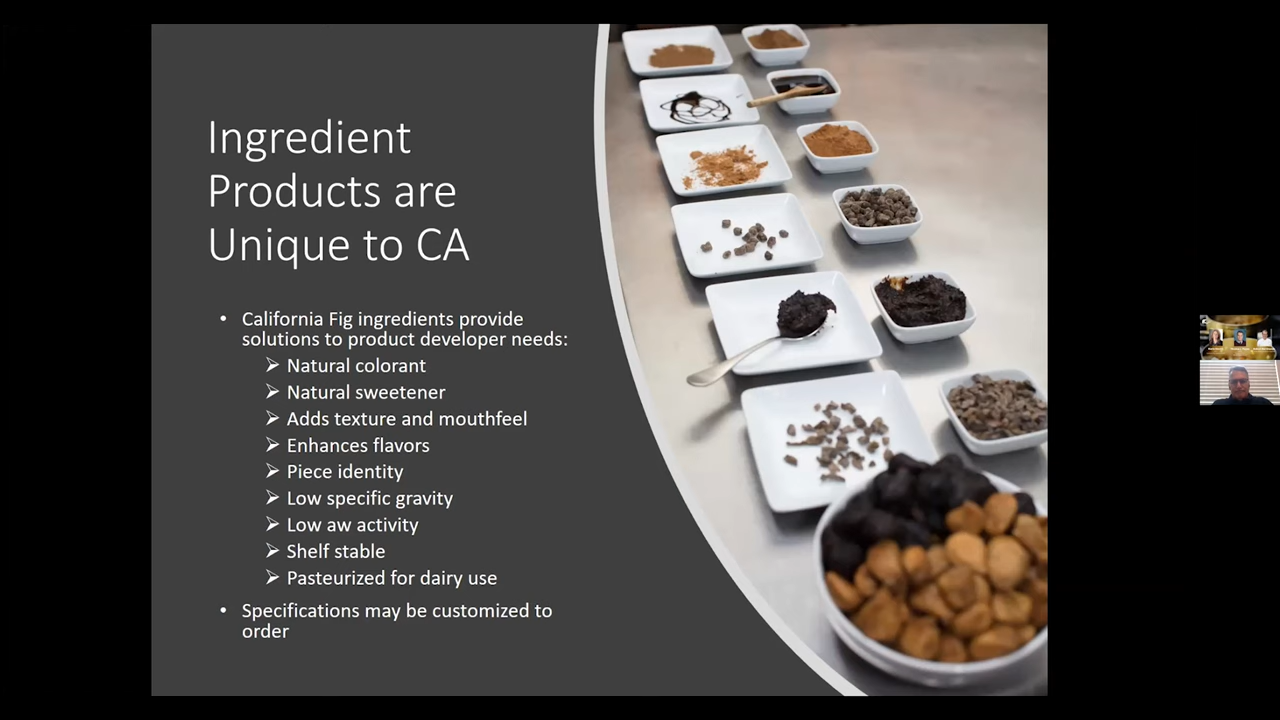 Ingredient
Products are
Unique to CA
• California Fig ingredients provide
solutions to product developer needs:
➢ Natural colorant
➢ Natural sweetener
➢ Adds texture and mouthfeel
➢ Enhances flavors
➢ Piece identity
➢ Low specific gravity
➢ Low aw activity
➢ Shelf stable
➢ Pasteurized for dairy use
• Specifications may be customized to
order